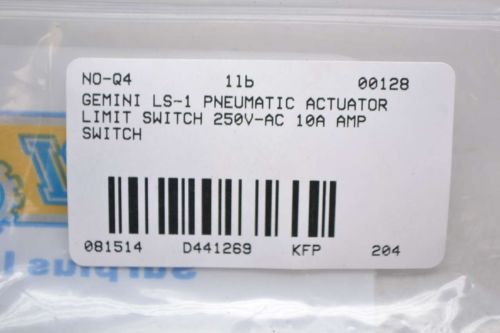 NO-Q4 1lb 00128
GEMINI LS-1 PNEUMATIC ACTUATOR
LIMIT SWITCH 250V-AC 10A AMP
SWITCH
081514 D441269 KFP 204